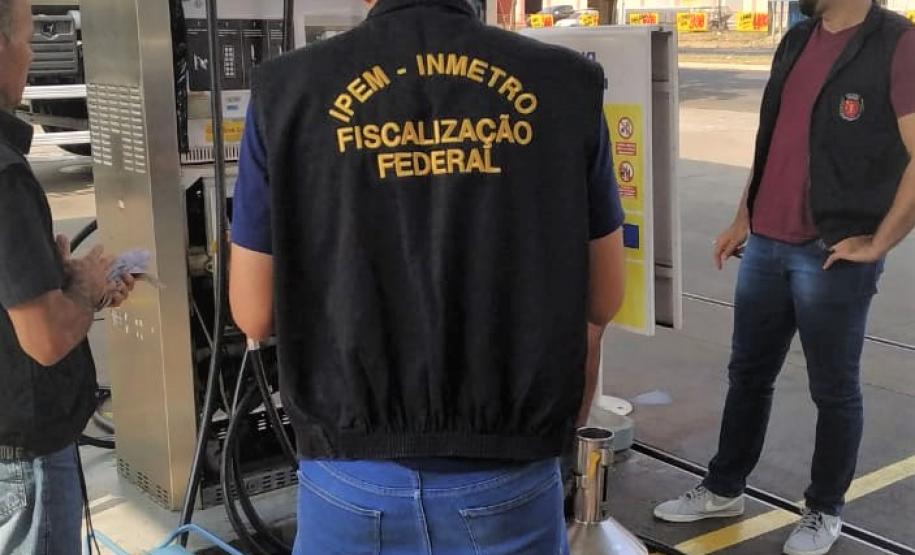 IPEM - INMETRO
FISCALIZAÇÃO
FEDERAL